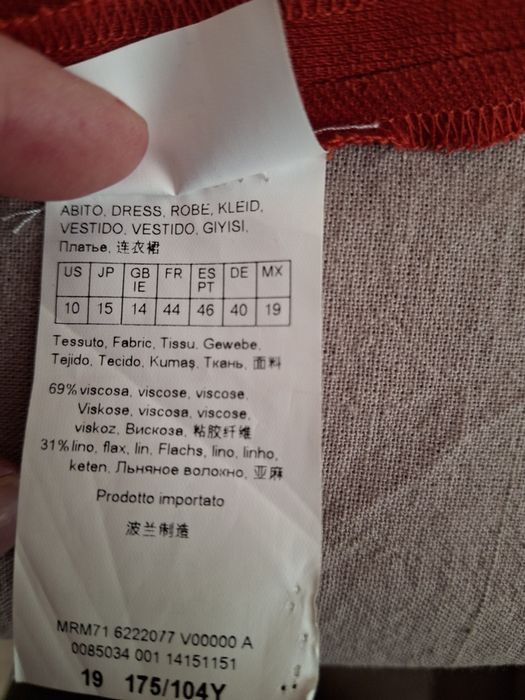 ABITO, DRESS, ROBE, KLEID,
VESTIDO, VESTIDO, GIYISI,
Платье, 连衣裙
US JP GB IE FR ES PT DE MX
10 15 14 44 46 40 19
Tessuto, Fabric, Tissu, Gewebe,
Tejido, Tecido, Kumaş, Ткань, 面料
69% viscosa, viscose, viscose,
Viskose, viscosa, viscose,
viskoz, Вискоза, 粘胶纤维
31% lino, flax, lin, Flachs, lino, linho,
keten, Льняное волокно, 亚麻
Prodotto importato
波兰制造
MRM71 6222077 V00000 A
0085034 001 14151151
19 175/104Y